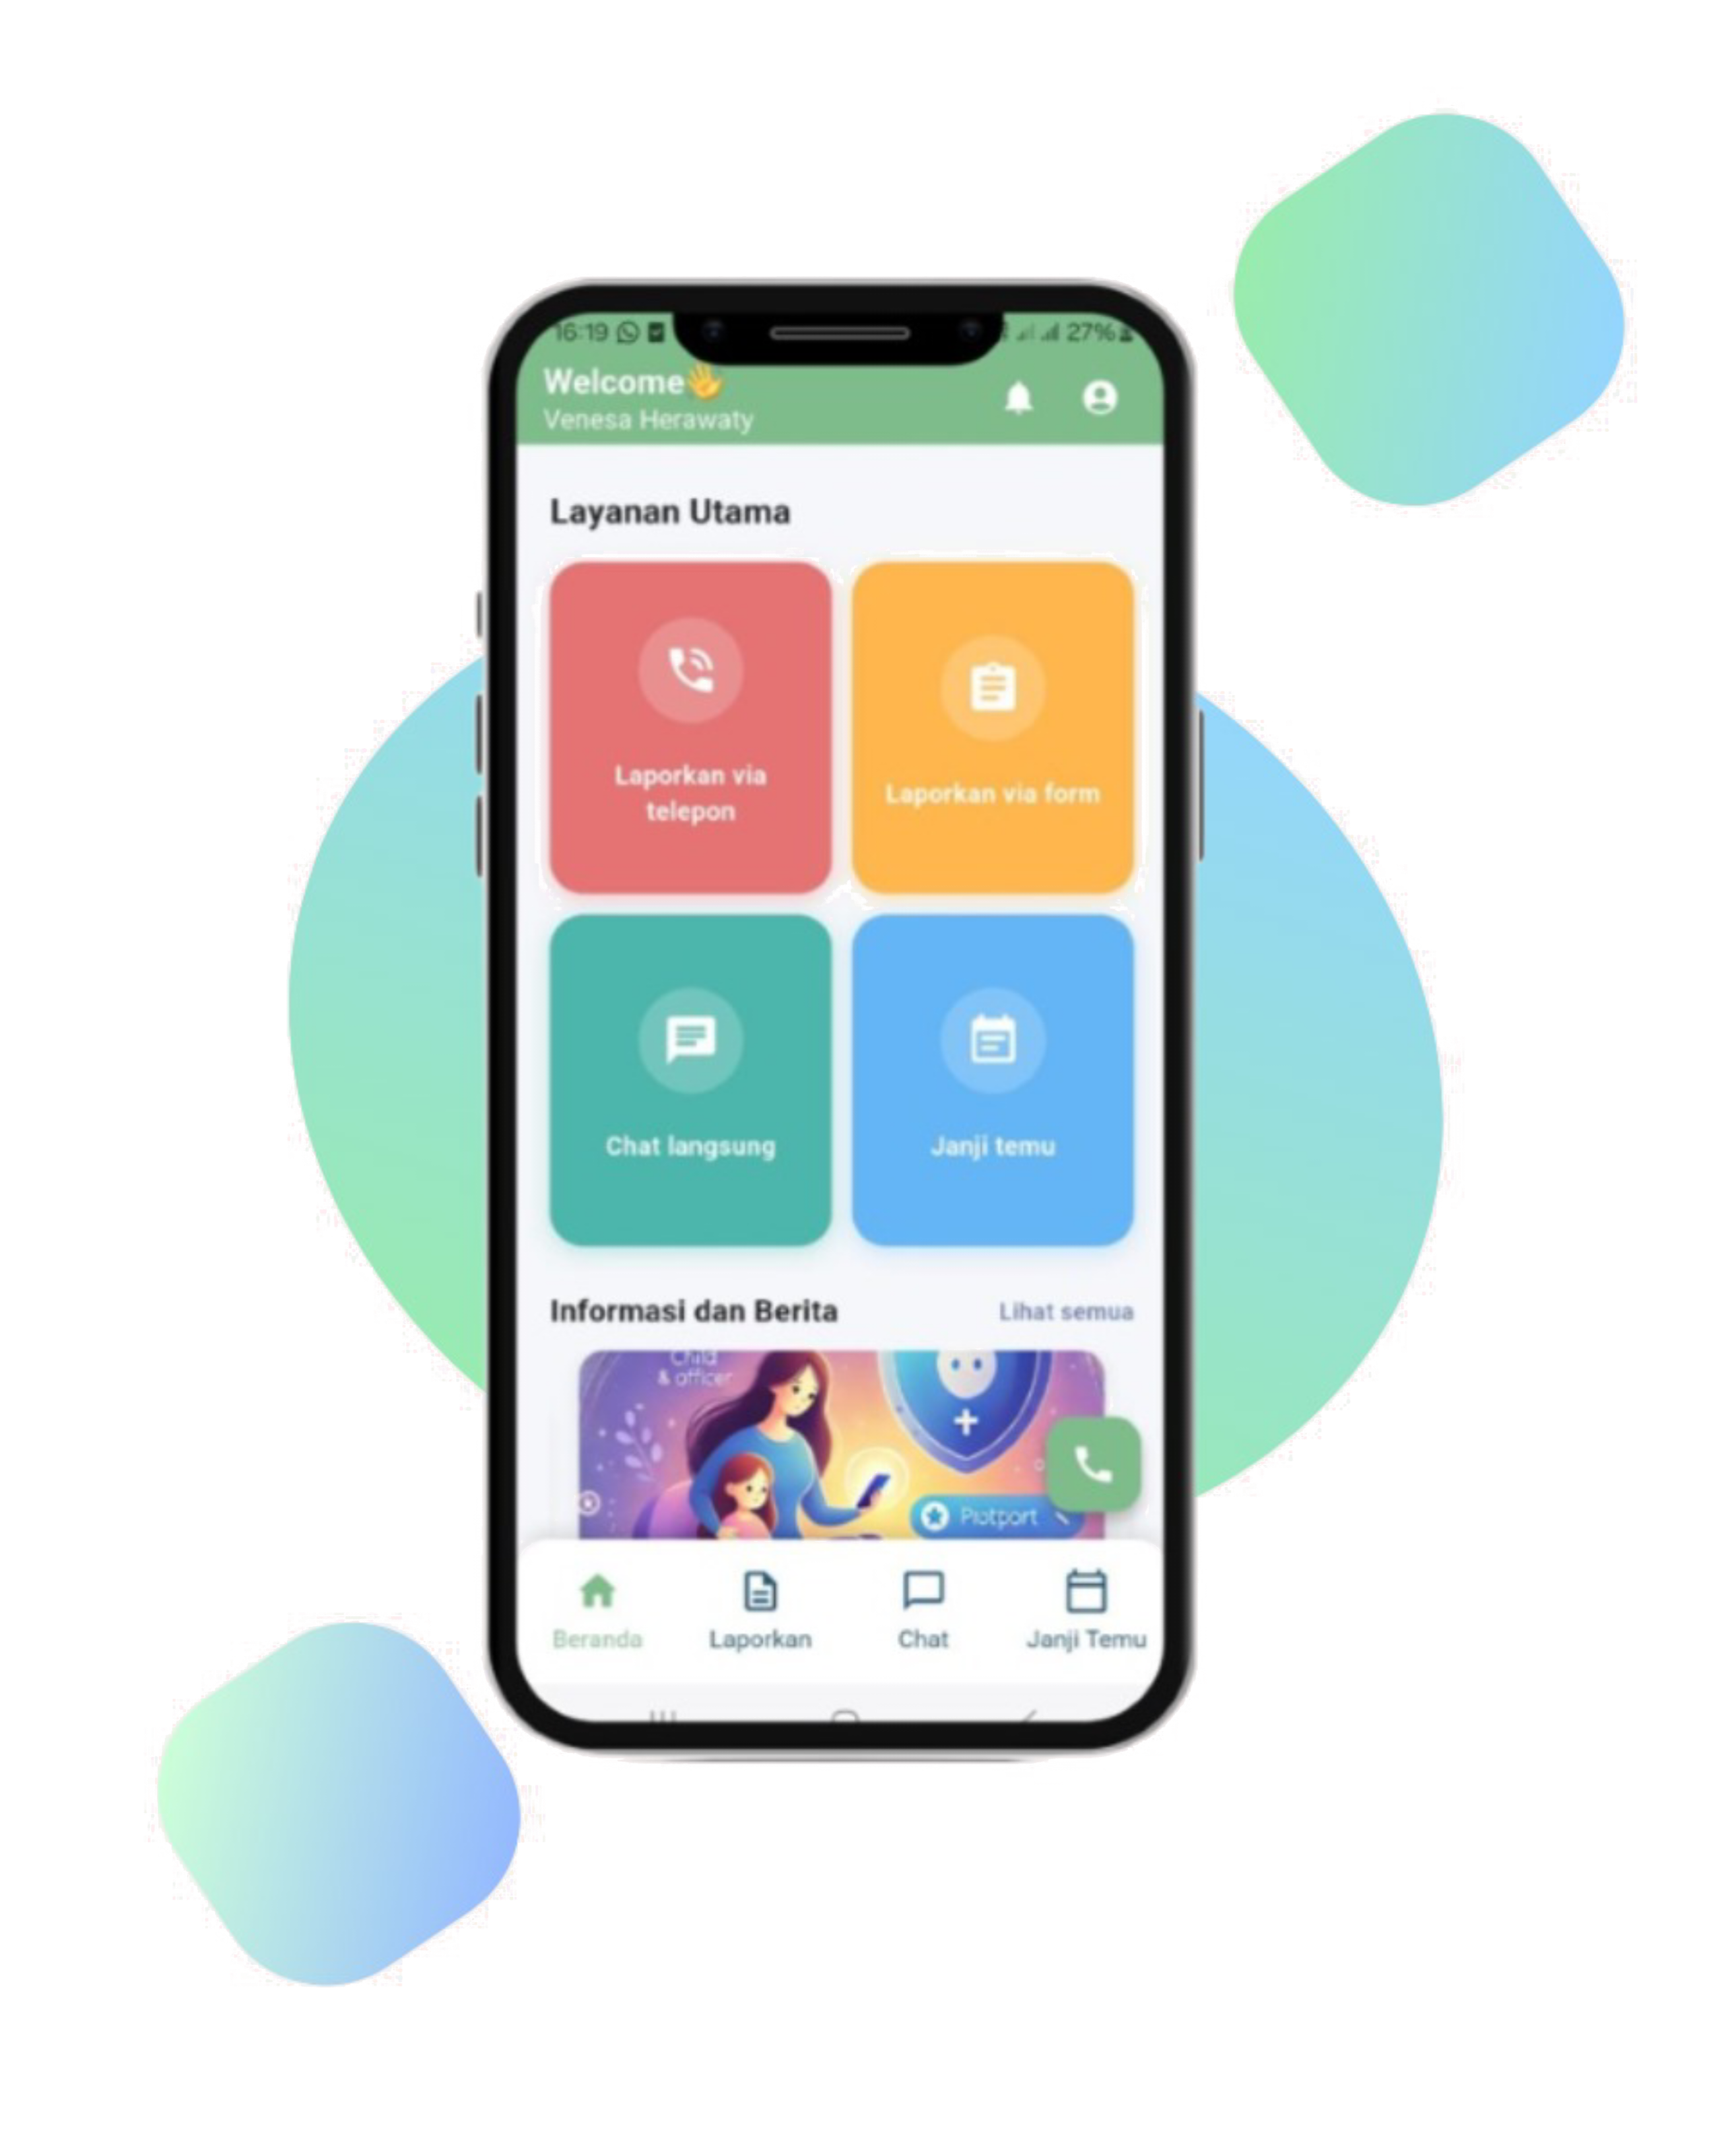 16:19
27%
Welcome👋
Venesa Herawaty
Layanan Utama
Laporkan via
telepon
Laporkan via form
Chat langsung
Janji temu
Informasi dan Berita
Lihat semua
Child
& officer
Piotport
Beranda
Laporkan
Chat
Janji Temu